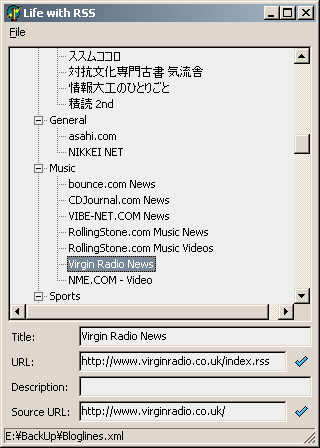 Life with RSS
File
ススムココロ
対抗文化専門古書 気流舎
情報大工のひとりごと
積読 2nd
General
asahi.com
NIKKEI NET
Music
bounce.com News
CDJournal.com News
VIBE-NET.COM News
RollingStone.com Music News
RollingStone.com Music Videos
Virgin Radio News
NME.COM - Video
Sports
Title: Virgin Radio News
URL: http://www.virginradio.co.uk/index.rss
Description:
Source URL: http://www.virginradio.co.uk/
E:¥BackUp¥Bloglines.xml